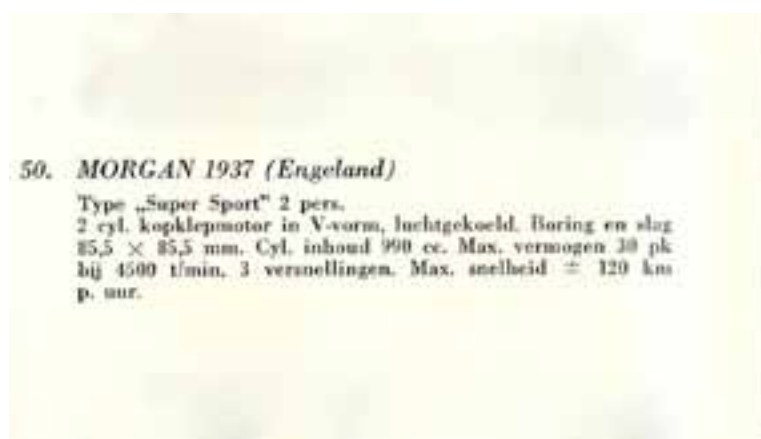 50. MORGAN 1937 (Engeland)
Type „Super Sport" 2 pers.
2 cyl. kopklepmotor in V-vorm, luchtgekoeld. Boring en slag
85,5 × 85,5 mm. Cyl. inhoud 990 cc. Max. vermogen 30 pk
bij 4500 t/min. 3 versnellingen. Max. snelheid ± 120 km
p. uur.